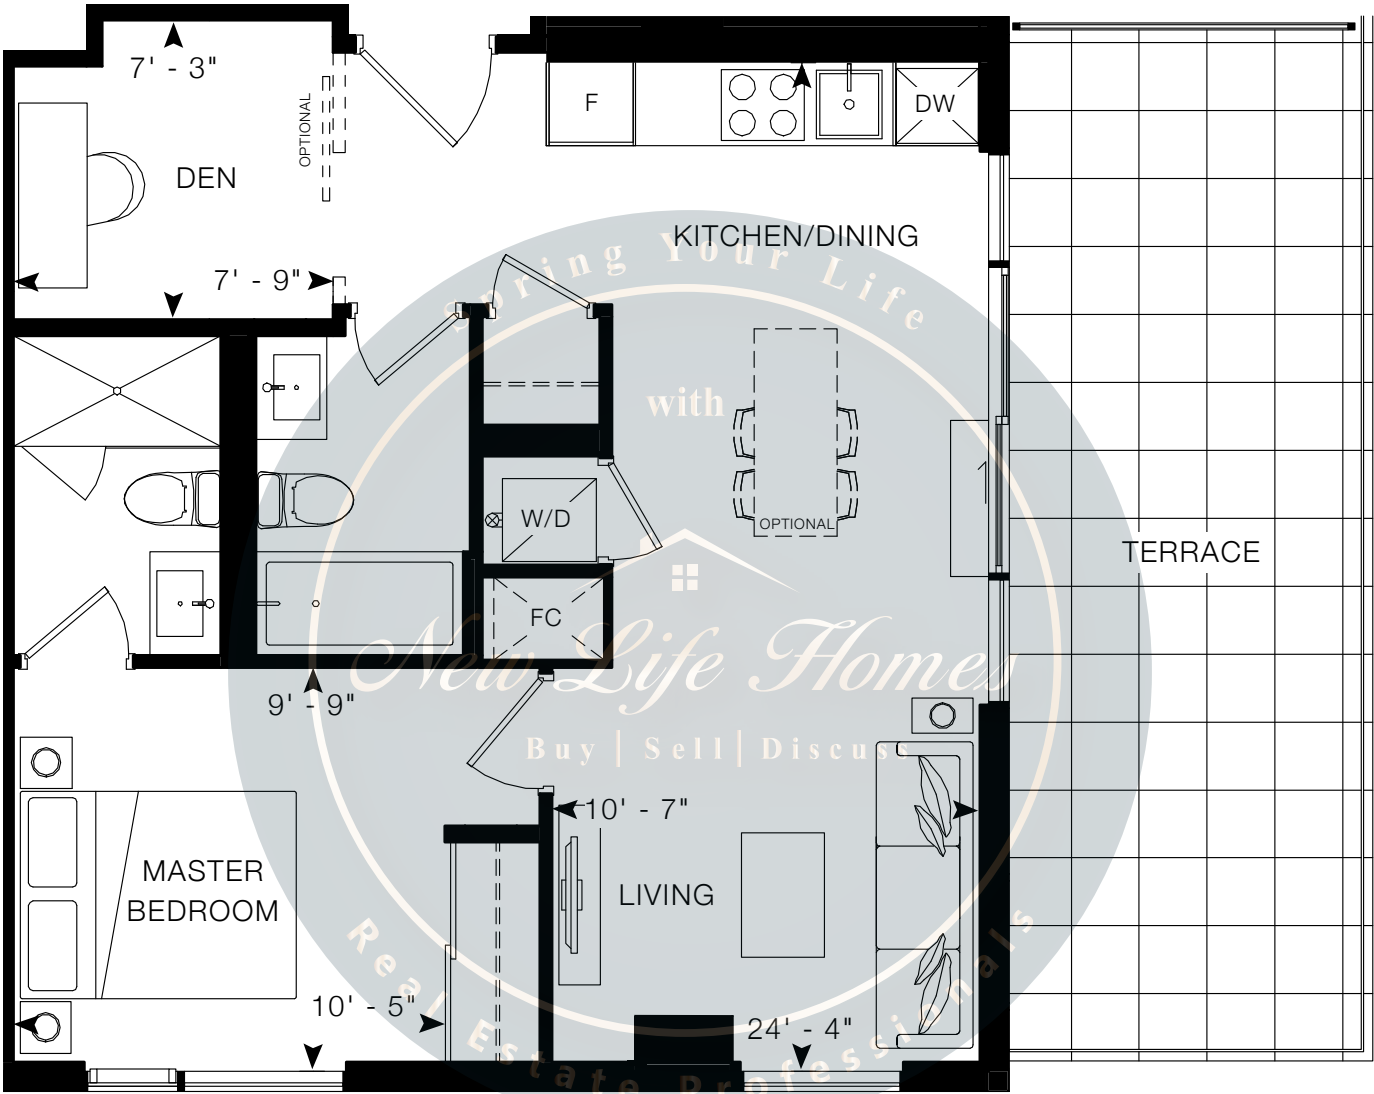 7' - 3"
OPTIONAL
DEN
7' - 9"
F
DW
KITCHEN/DINING
Spring Your Life
with
OPTIONAL
W/D
FC
TERRACE
New Life Homes
Buy | Sell | Discuss
9' - 9"
10' - 7"
MASTER
BEDROOM
LIVING
10' - 5"
24' - 4"
Real Estate Professionals